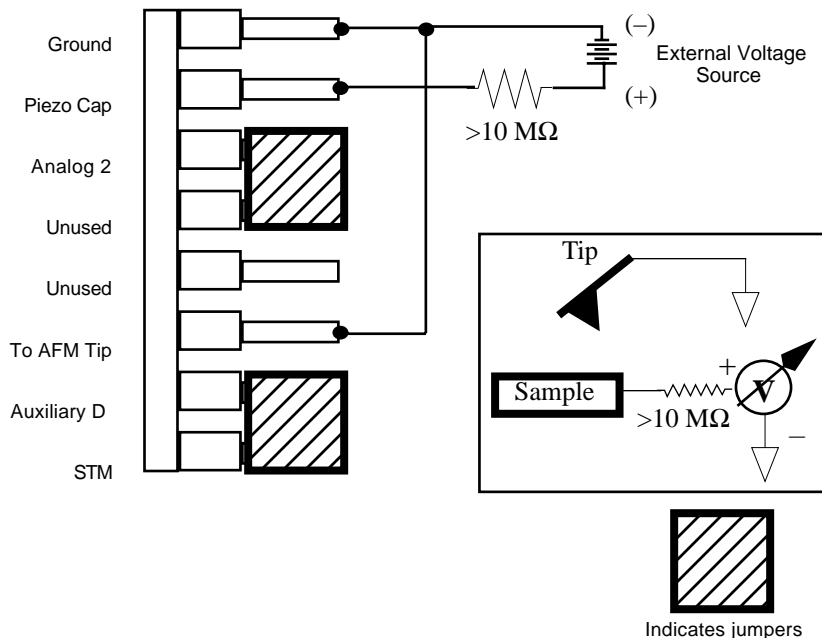 Ground
Piezo Cap
Analog 2
Unused
Unused
To AFM Tip
Auxiliary D
STM
(–)
External Voltage
Source
(+)
>10 MΩ
Tip
Sample
+
V
>10 MΩ
–
Indicates jumpers